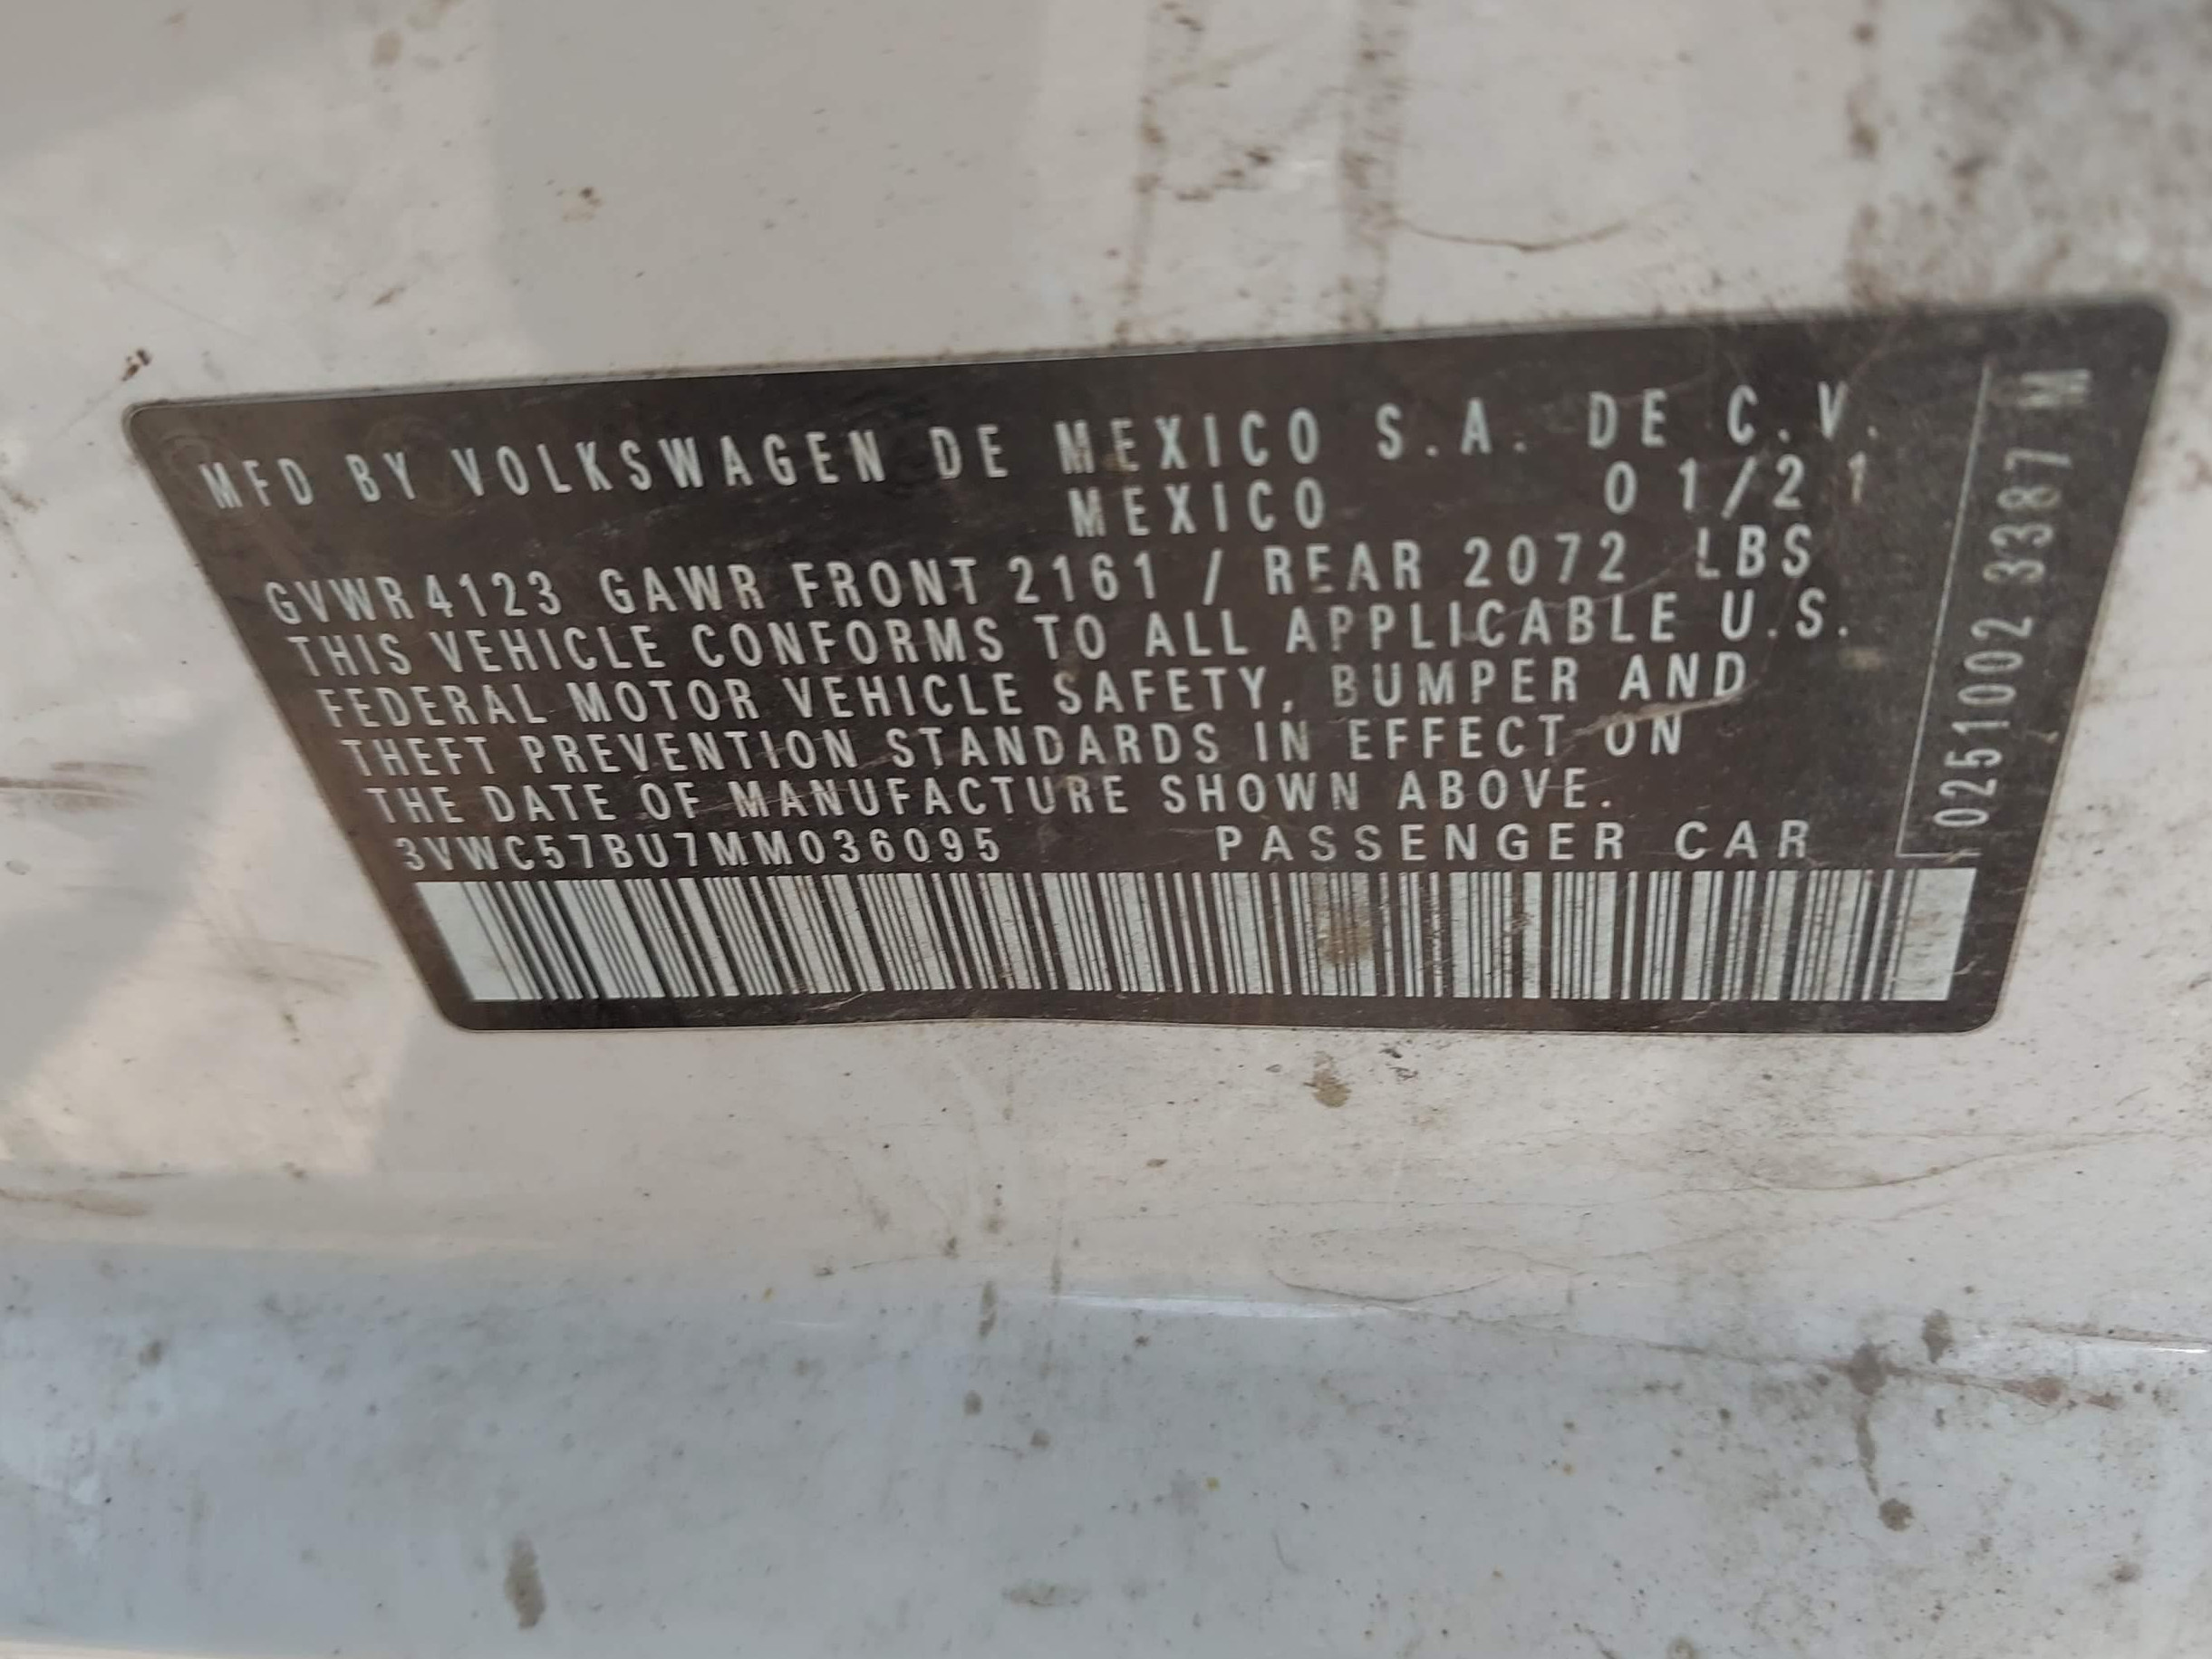 MFD BY VOLKSWAGEN DE MEXICO S.A. DE C.V.
MEXICO 01/21
GVWR 4123 GAWR FRONT 2161 / REAR 2072 LBS
THIS VEHICLE CONFORMS TO ALL APPLICABLE U.S.
FEDERAL MOTOR VEHICLE SAFETY, BUMPER AND
THEFT PREVENTION STANDARDS IN EFFECT ON
THE DATE OF MANUFACTURE SHOWN ABOVE.
3VWC57BU7MM036095 PASSENGER CAR
0251002 3387 M